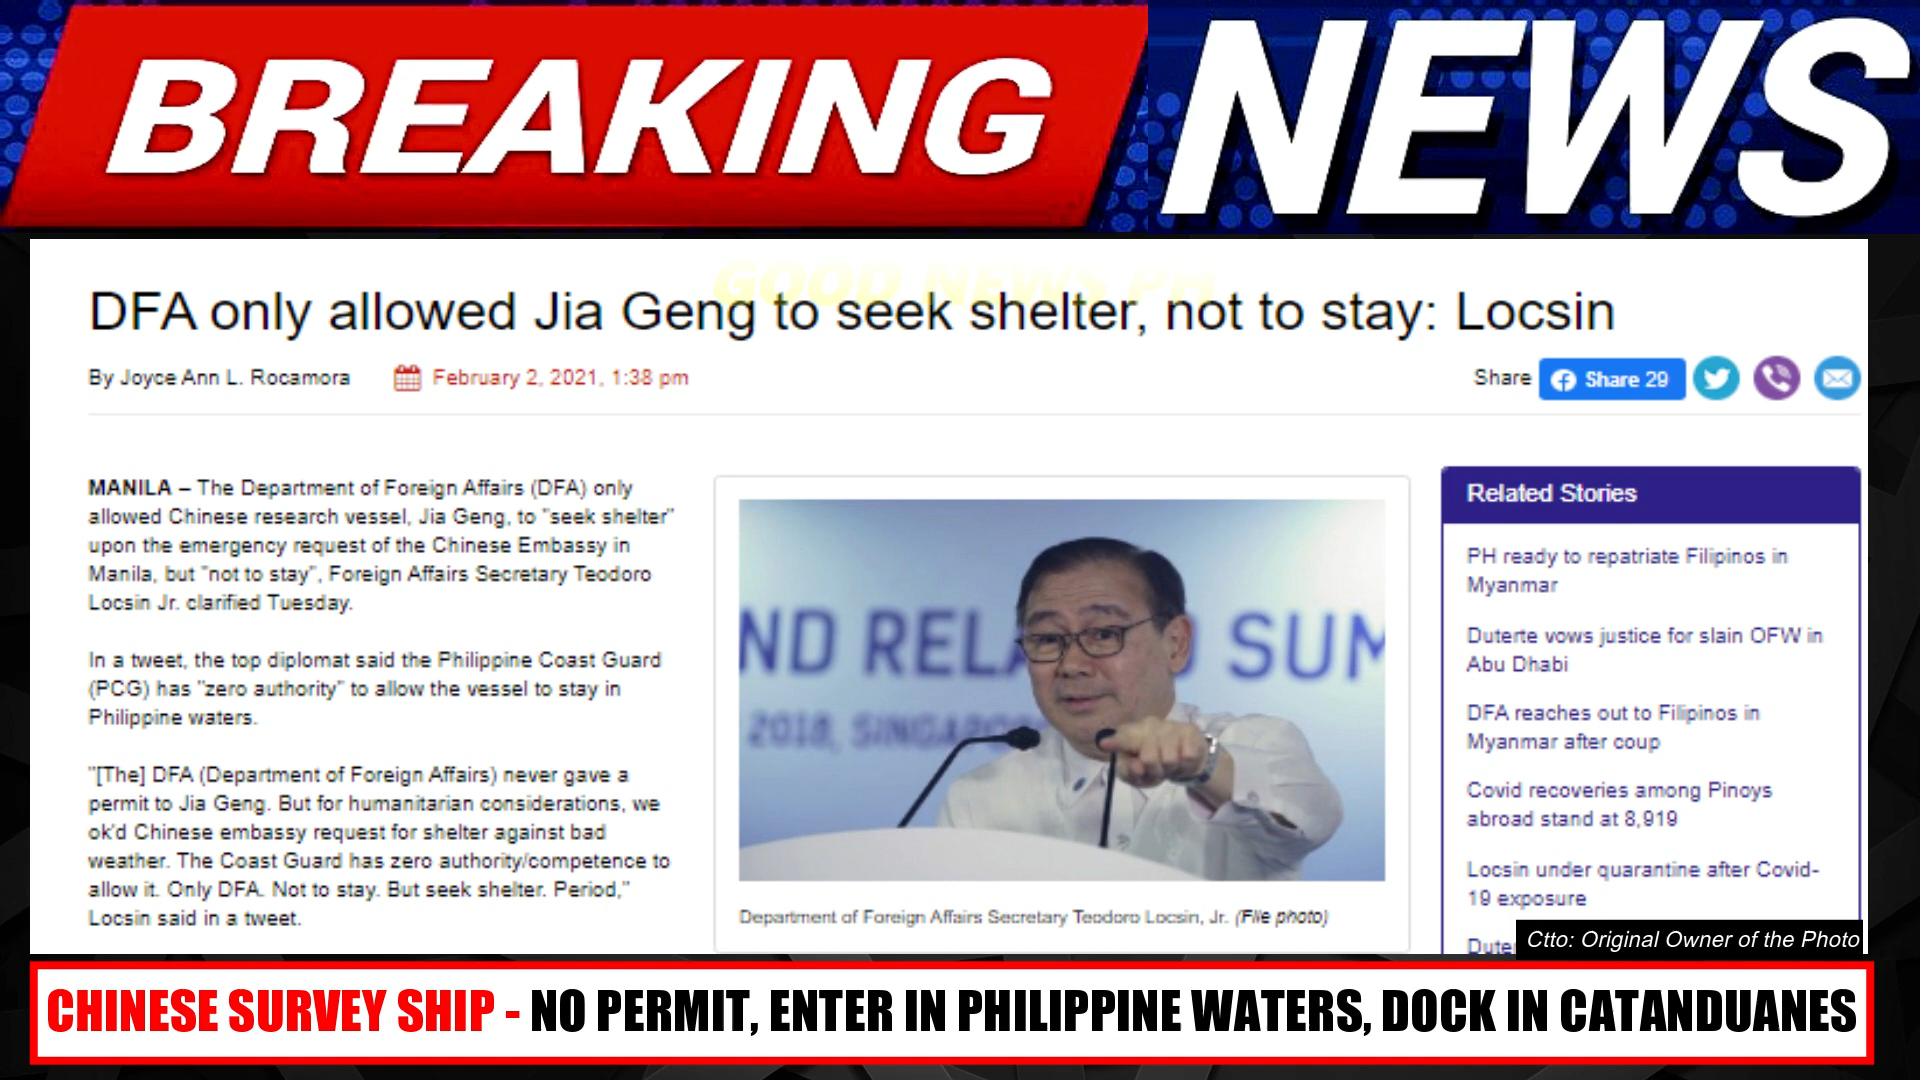 BREAKING NEWS
GOOD NEWS PH
DFA only allowed Jia Geng to seek shelter, not to stay: Locsin
By Joyce Ann L. Rocamora
February 2, 2021, 1:38 pm
Share
Share 29
MANILA – The Department of Foreign Affairs (DFA) only
allowed Chinese research vessel, Jia Geng, to "seek shelter"
upon the emergency request of the Chinese Embassy in
Manila, but "not to stay", Foreign Affairs Secretary Teodoro
Locsin Jr. clarified Tuesday.
In a tweet, the top diplomat said the Philippine Coast Guard
(PCG) has "zero authority" to allow the vessel to stay in
Philippine waters.
"[The] DFA (Department of Foreign Affairs) never gave a
permit to Jia Geng. But for humanitarian considerations, we
ok'd Chinese embassy request for shelter against bad
weather. The Coast Guard has zero authority/competence to
allow it. Only DFA. Not to stay. But seek shelter. Period,"
Locsin said in a tweet.
ND RELA D SUM
2018, SINGAPOR
Department of Foreign Affairs Secretary Teodoro Locsin, Jr. (File photo)
Related Stories
PH ready to repatriate Filipinos in
Myanmar
Duterte vows justice for slain OFW in
Abu Dhabi
DFA reaches out to Filipinos in
Myanmar after coup
Covid recoveries among Pinoys
abroad stand at 8,919
Locsin under quarantine after Covid-
19 exposure
Duter
Ctto: Original Owner of the Photo
CHINESE SURVEY SHIP - NO PERMIT, ENTER IN PHILIPPINE WATERS, DOCK IN CATANDUANES